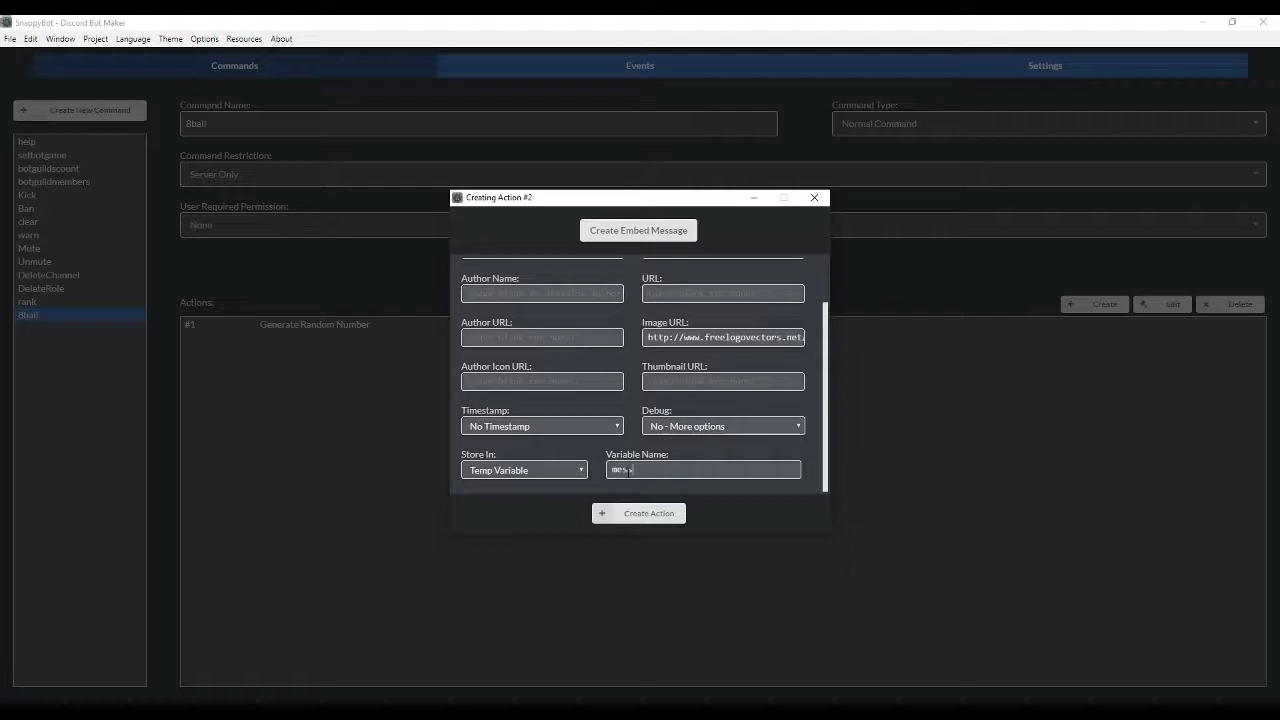 SnappyBot - Discord Bot Maker
File Edit Window Project Language Theme Options Resources About
Commands Events Settings
+ Create New Command
help
setbotgame
botguildscount
botguildmembers
Kick
Ban
clear
warn
Mute
Unmute
DeleteChannel
DeleteRole
rank
8ball
Command Name:
8ball
Command Type:
Normal Command
Command Restriction:
Server Only
User Required Permission:
None
Actions:
+ Create
Edit
× Delete
#1 Generate Random Number
Creating Action #2
Create Embed Message
Author Name:
URL:
Author URL:
Image URL:
http://www.freelogovectors.net/
Author Icon URL:
Thumbnail URL:
Timestamp:
No Timestamp
Debug:
No - More options
Store In:
Temp Variable
Variable Name:
mess
+ Create Action